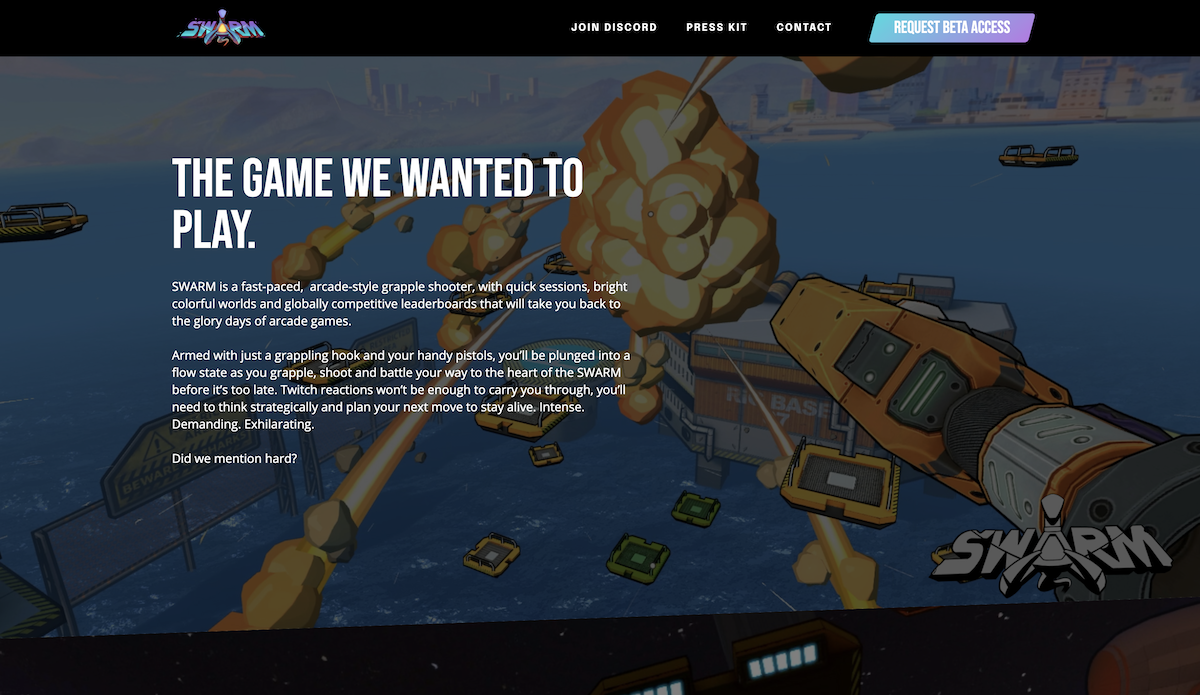 SWARM
JOIN DISCORD
PRESS KIT
CONTACT
REQUEST BETA ACCESS
THE GAME WE WANTED TO
PLAY.
SWARM is a fast-paced,  arcade-style grapple shooter, with quick sessions, bright
colorful worlds and globally competitive leaderboards that will take you back to
the glory days of arcade games.
Armed with just a grappling hook and your handy pistols, you’ll be plunged into a
flow state as you grapple, shoot and battle your way to the heart of the SWARM
before it’s too late. Twitch reactions won’t be enough to carry you through, you’ll
need to think strategically and plan your next move to stay alive. Intense.
Demanding. Exhilarating.
Did we mention hard?
BASE
7
BEWARE
SWARM